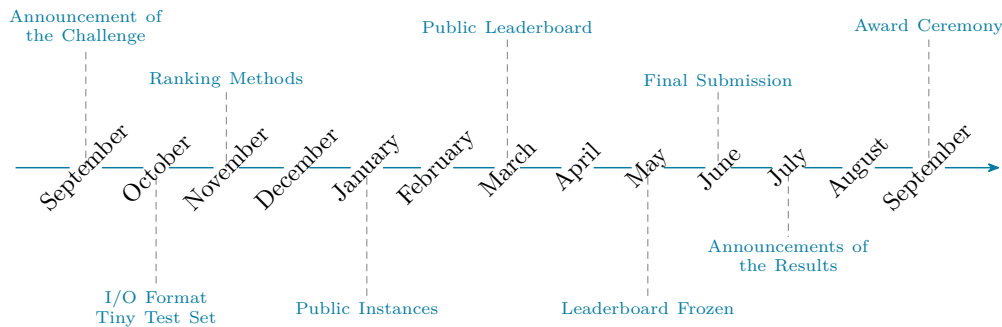 Announcement of
the Challenge
Public Leaderboard
Award Ceremony
Ranking Methods
Final Submission
September
October
November
December
January
February
March
April
May
June
July
August
September
Announcements of
the Results
I/O Format
Tiny Test Set
Public Instances
Leaderboard Frozen